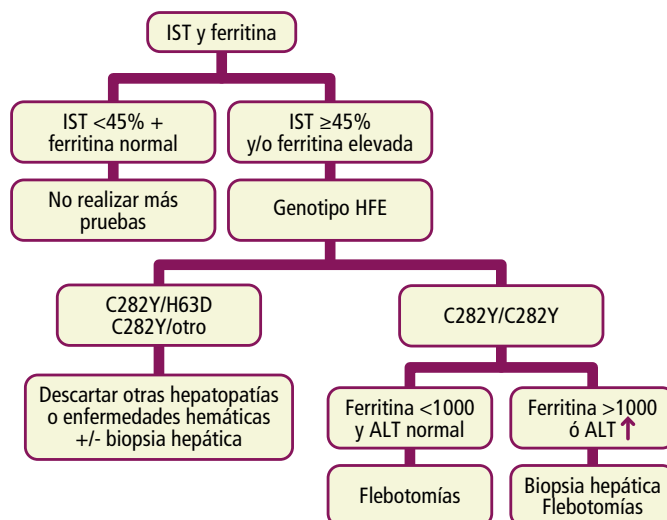 IST y ferritina
IST <45% +
ferritina normal
IST ≥45%
y/o ferritina elevada
No realizar más
pruebas
Genotipo HFE
C282Y/H63D
C282Y/otro
C282Y/C282Y
Descartar otras hepatopatías
o enfermedades hemáticas
+/- biopsia hepática
Ferritina <1000
y ALT normal
Ferritina >1000
ó ALT ↑
Flebotomías
Biopsia hepática
Flebotomías